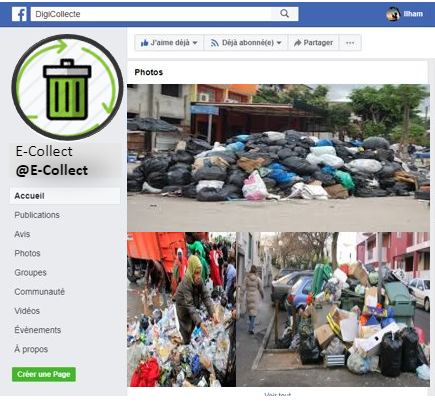 DigiCollecte
Ilham
J'aime déjà
Déjà abonné(e)
Partager
Photos
E-Collect
@E-Collect
Accueil
Publications
Avis
Photos
Groupes
Communauté
Vidéos
Évènements
À propos
Créer une Page
Voir tout